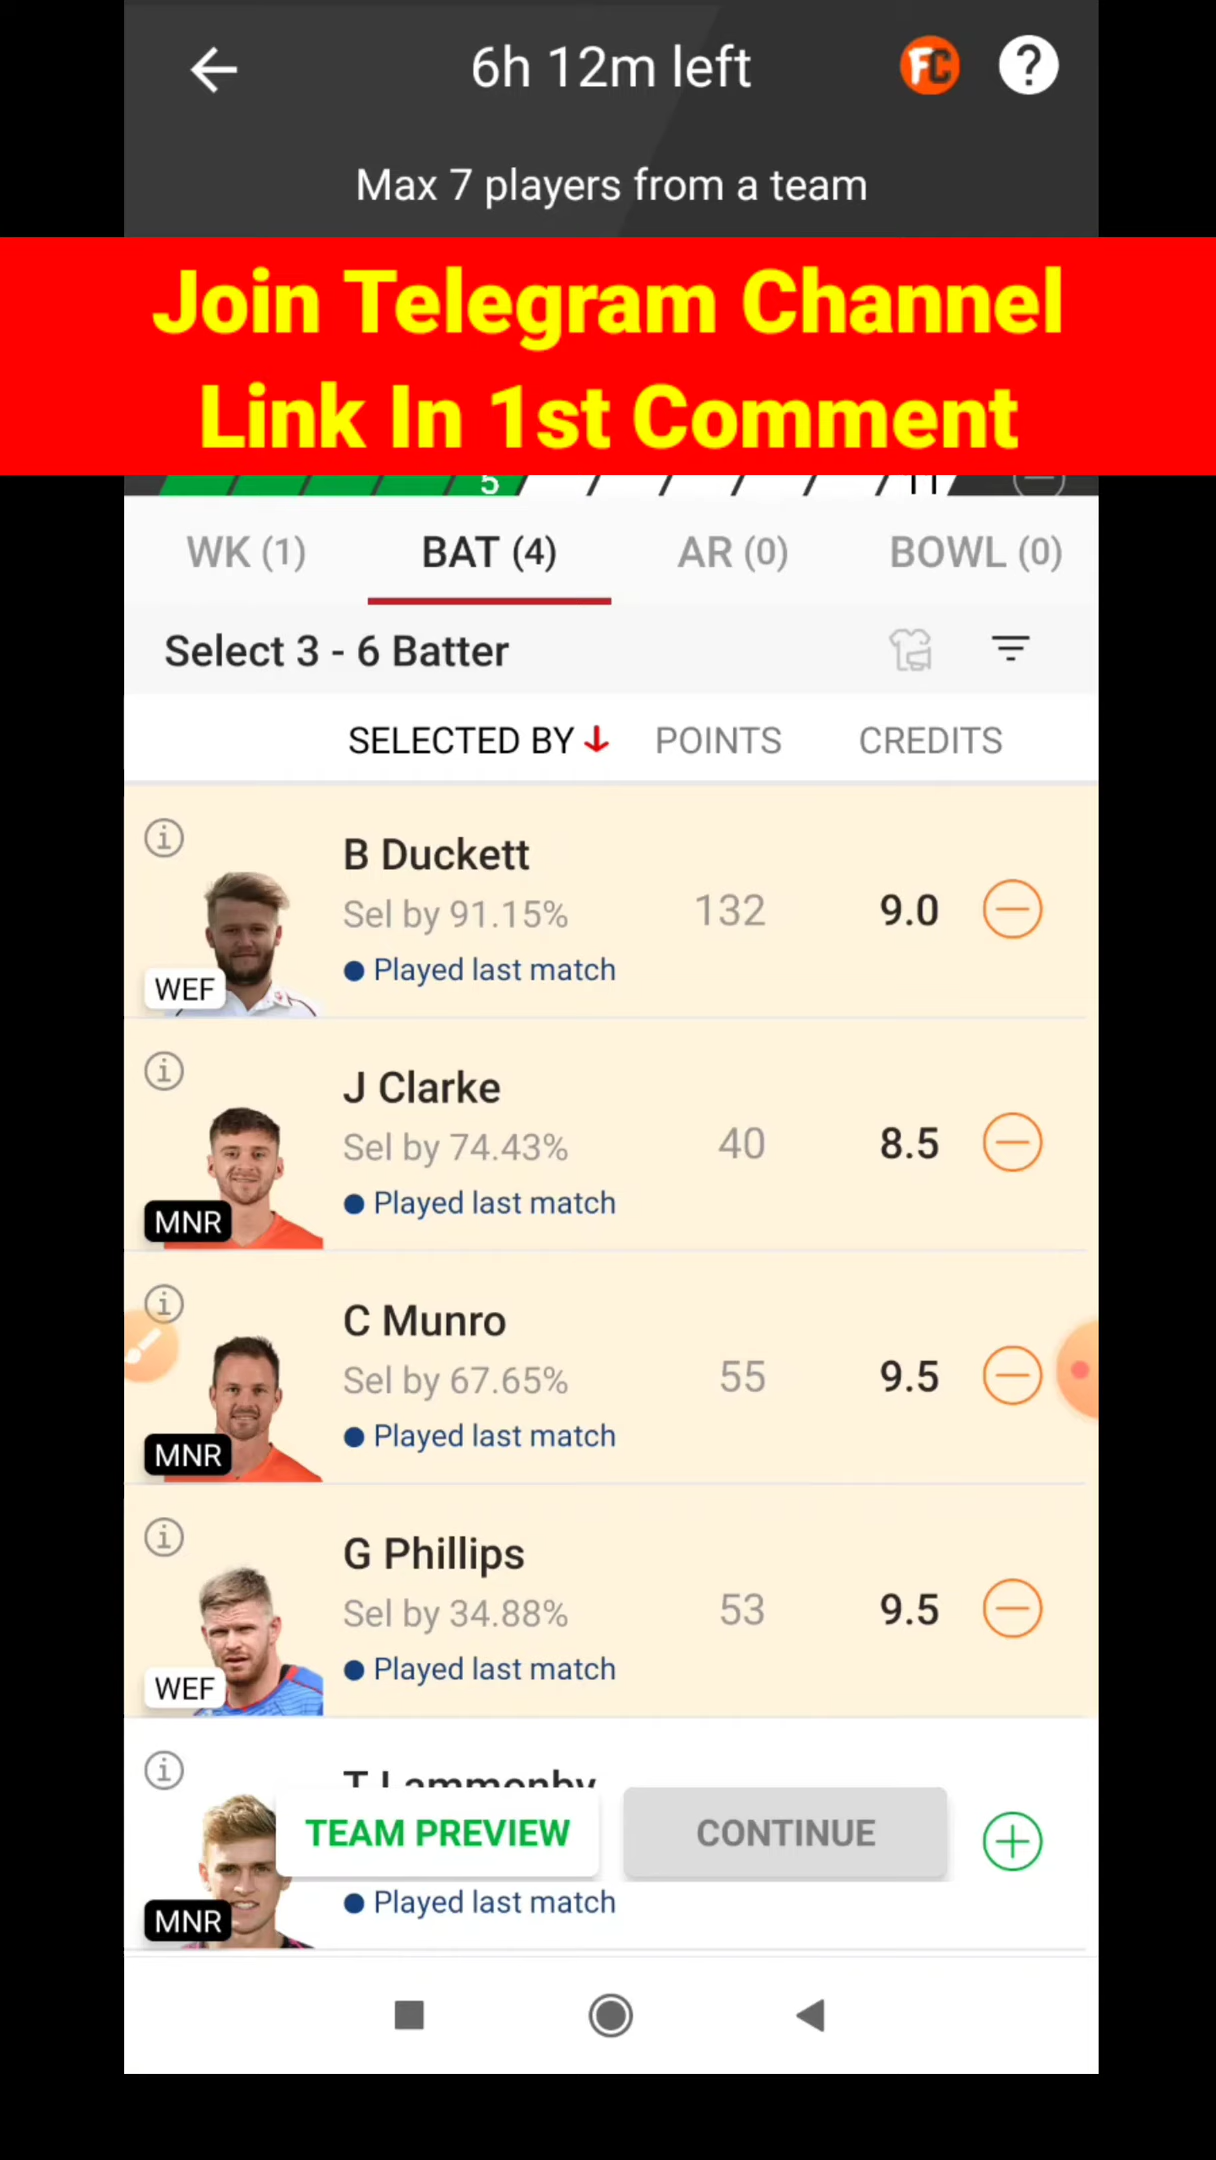 6h 12m left
FC
?
Max 7 players from a team
Join Telegram Channel
Link In 1st Comment
5
11
WK (1)
BAT (4)
AR (0)
BOWL (0)
Select 3 - 6 Batter
SELECTED BY
POINTS
CREDITS
B Duckett
Sel by 91.15%
132
9.0
Played last match
WEF
J Clarke
Sel by 74.43%
40
8.5
Played last match
MNR
C Munro
Sel by 67.65%
55
9.5
Played last match
MNR
G Phillips
Sel by 34.88%
53
9.5
Played last match
WEF
T Lammonby
TEAM PREVIEW
CONTINUE
Played last match
MNR